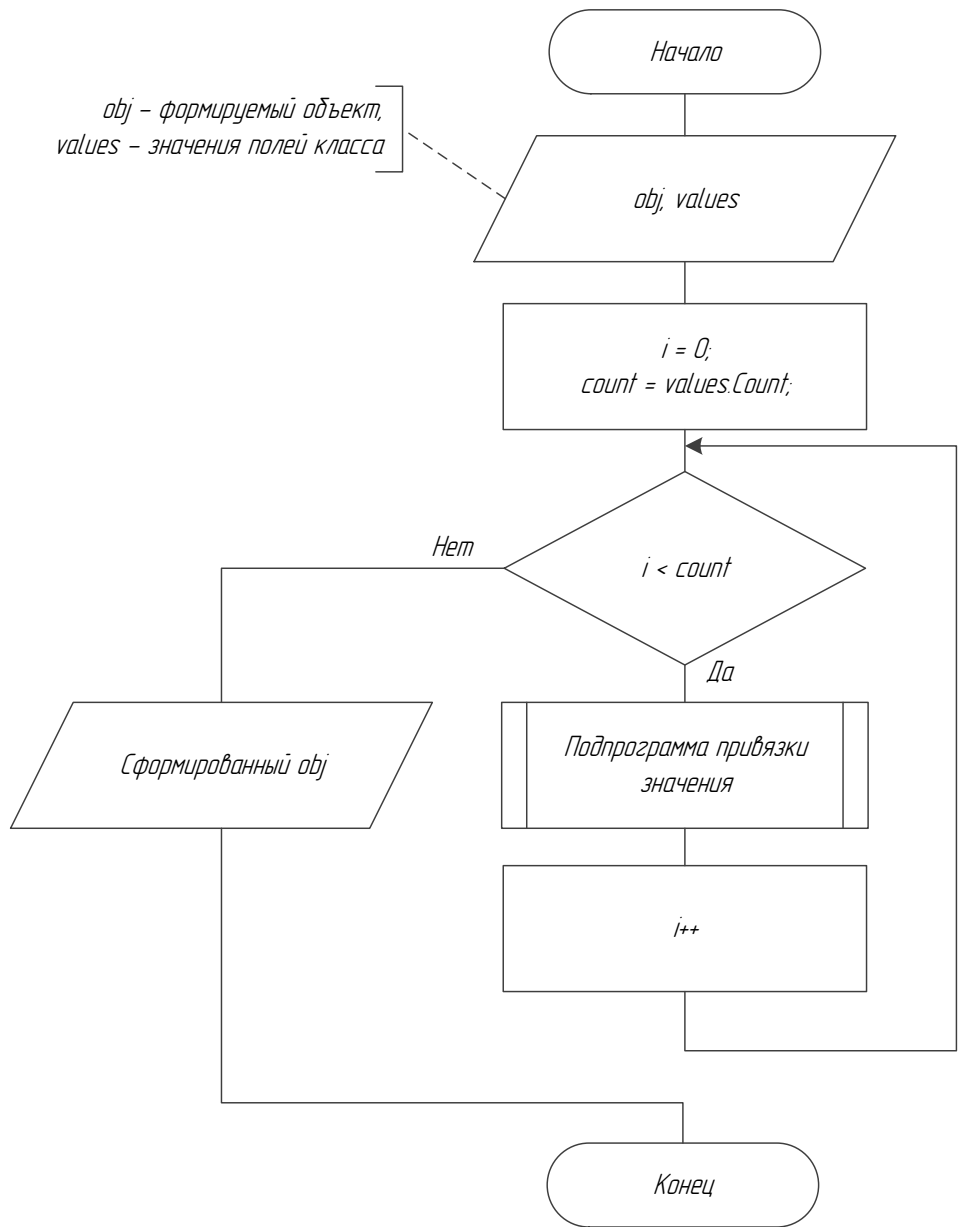 Начало
obj – формируемый объект,
values – значения полей класса
obj, values
i = 0;
count = values.Count;
Нет
i < count
Да
Сформированный obj
Подпрограмма привязки
значения
i++
Конец